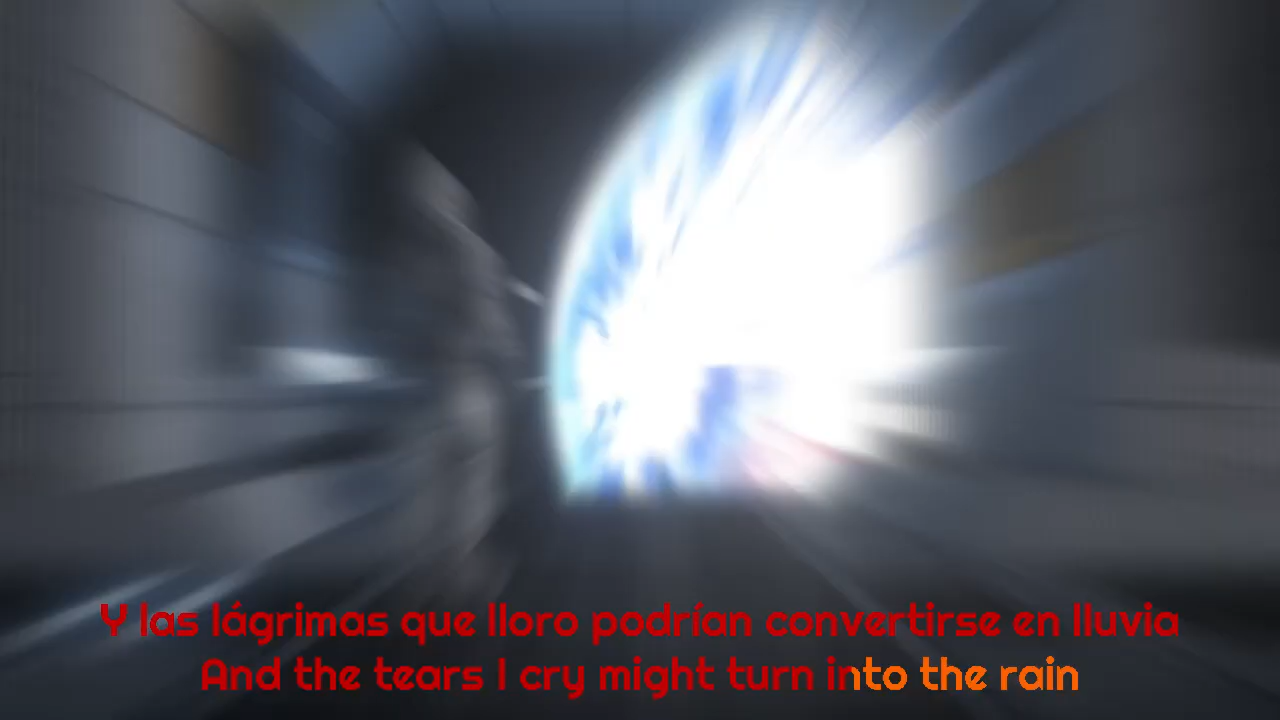 Y las lágrimas que lloro podrían convertirse en lluvia
And the tears I cry might turn into the rain